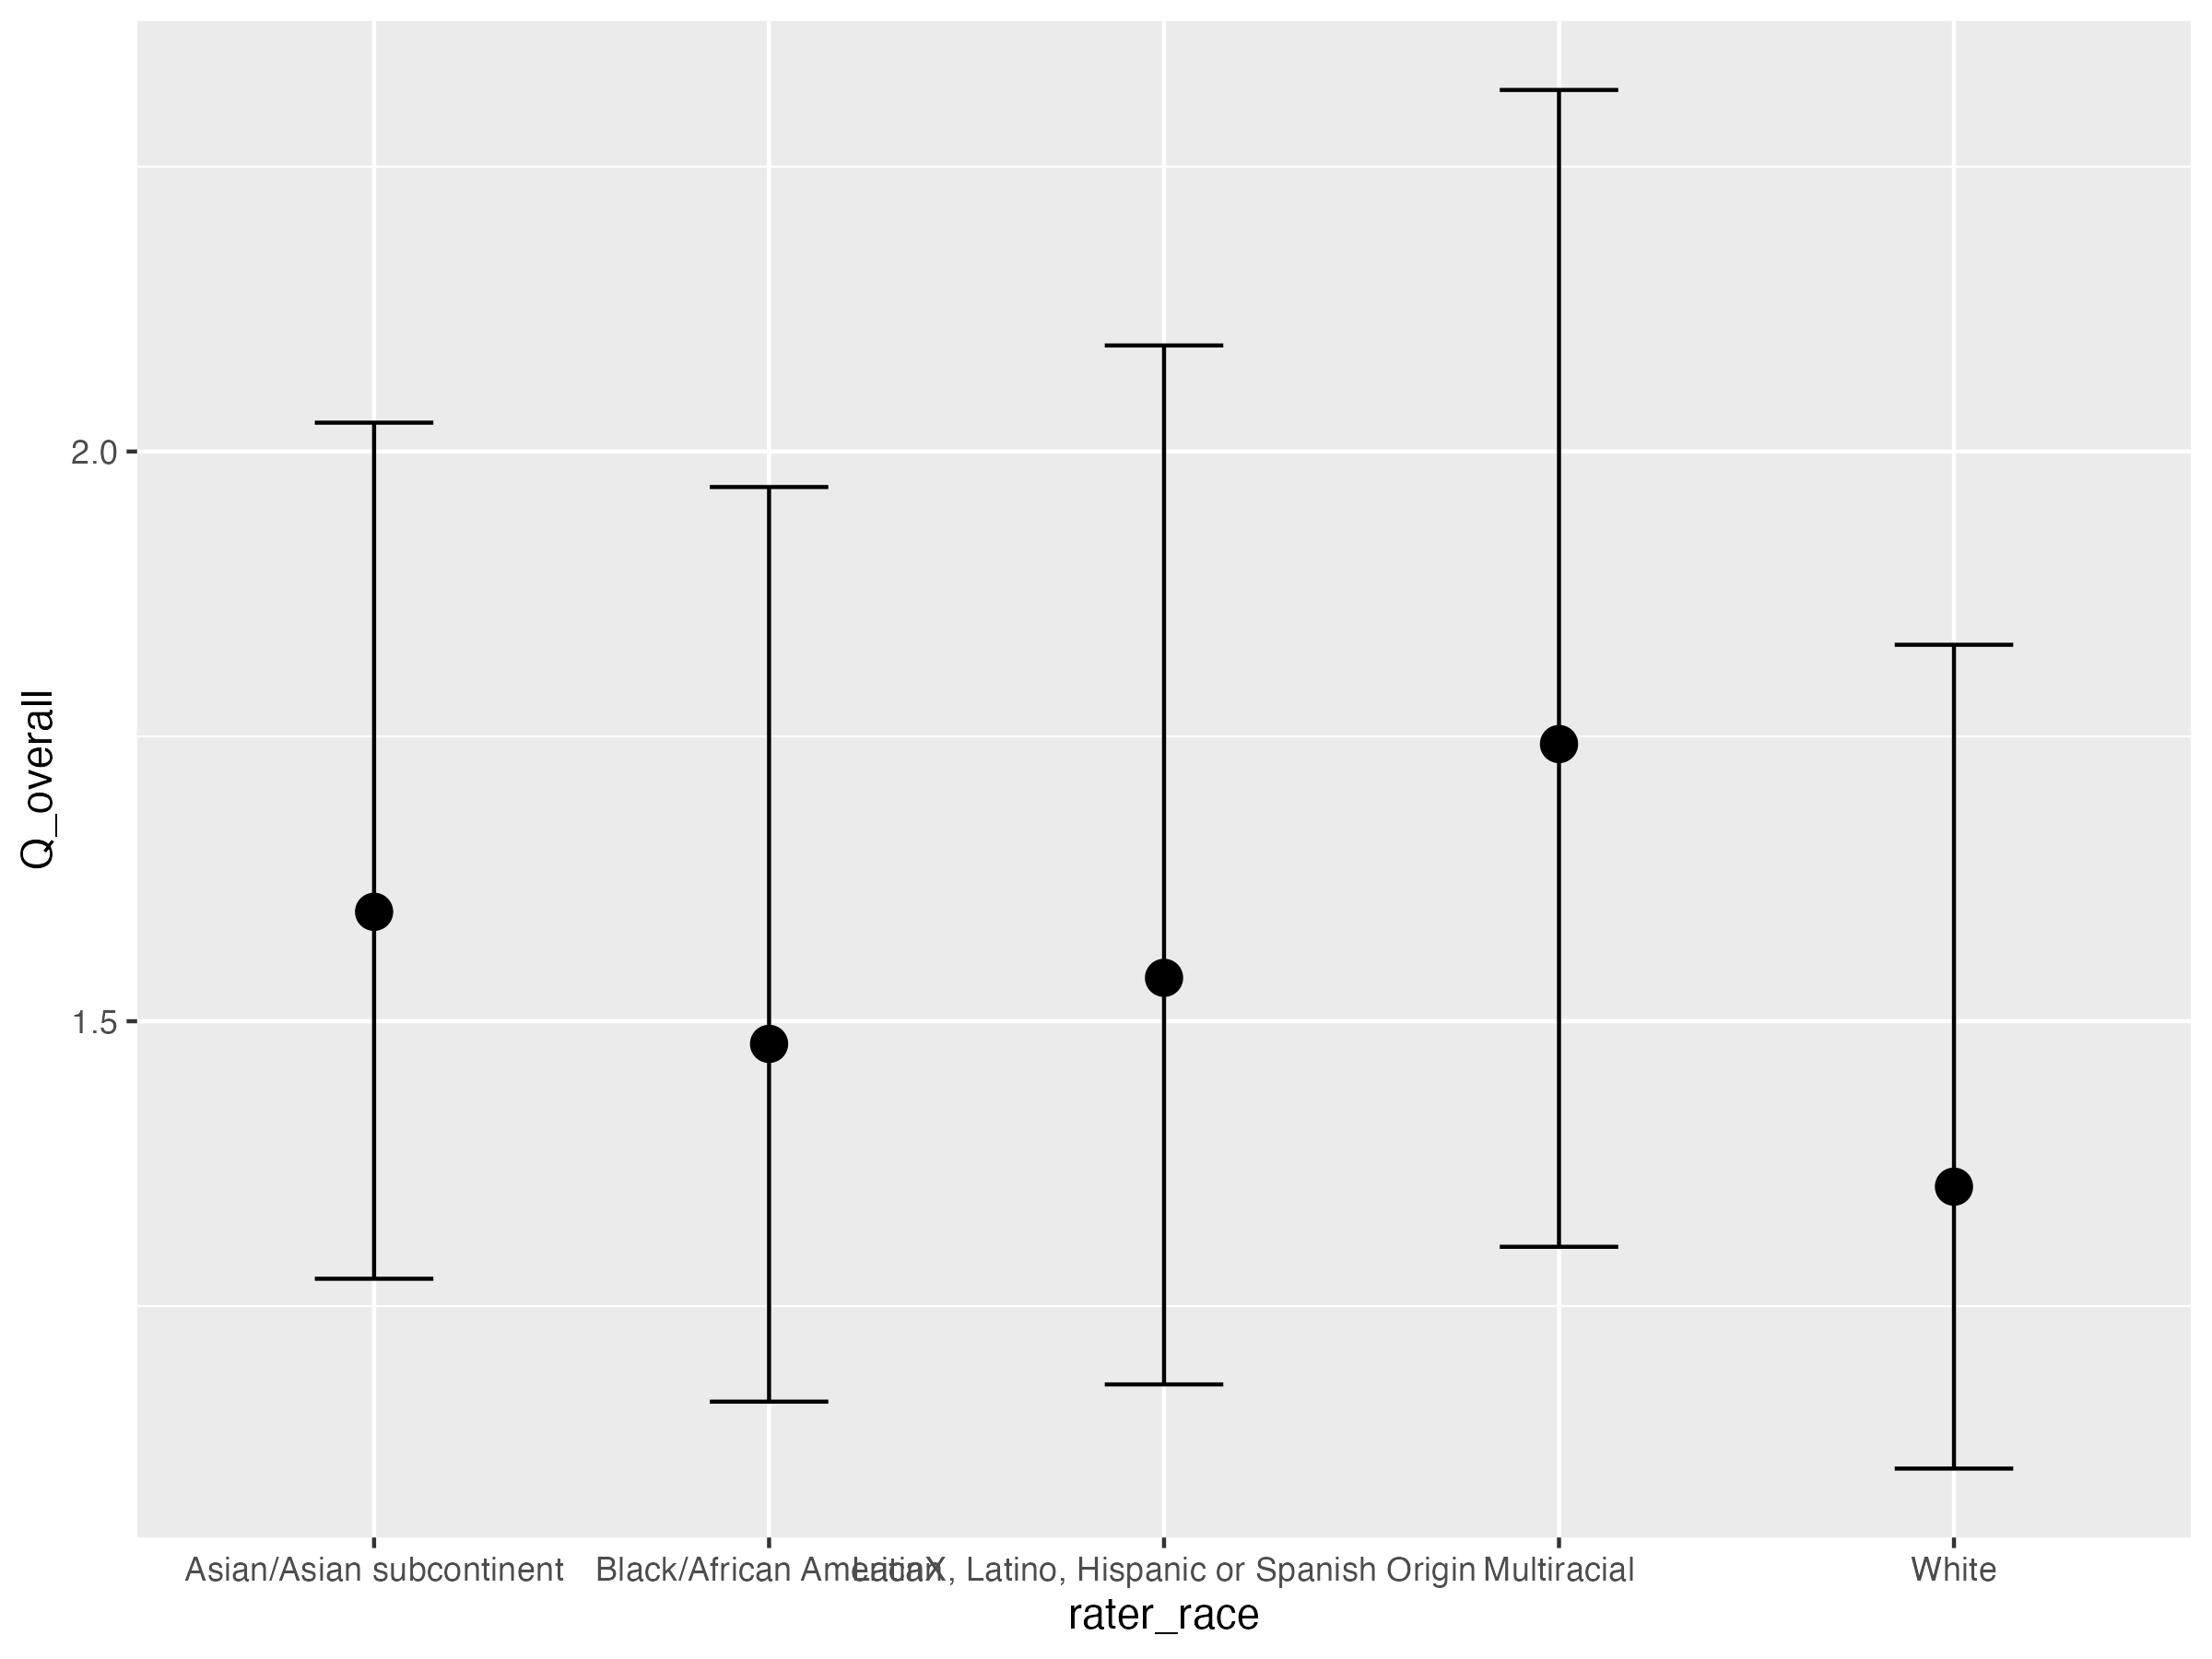 Q_overall
2.0
1.5
Asian/Asian subcontinent Black/African American LatinX, Latino, Hispanic or Spanish Origin Multiracial White
rater_race